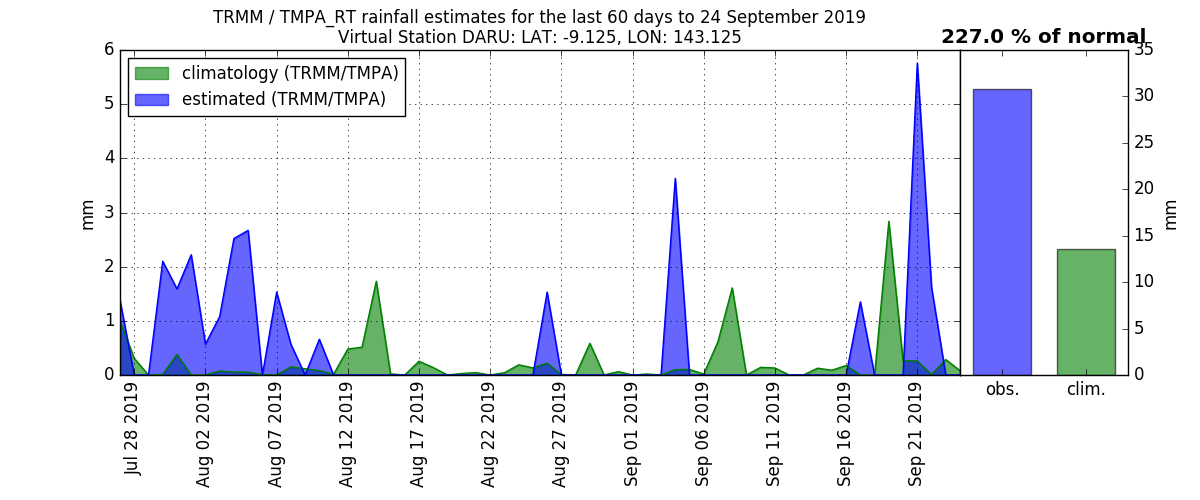 TRMM / TMPA_RT rainfall estimates for the last 60 days to 24 September 2019
Virtual Station DARU: LAT: -9.125, LON: 143.125
227.0 % of normal
climatology (TRMM/TMPA)
estimated (TRMM/TMPA)
6
5
4
3
2
1
0
mm
Jul 28 2019
Aug 02 2019
Aug 07 2019
Aug 12 2019
Aug 17 2019
Aug 22 2019
Aug 27 2019
Sep 01 2019
Sep 06 2019
Sep 11 2019
Sep 16 2019
Sep 21 2019
obs.
clim.
35
30
25
20
15
10
5
0
mm